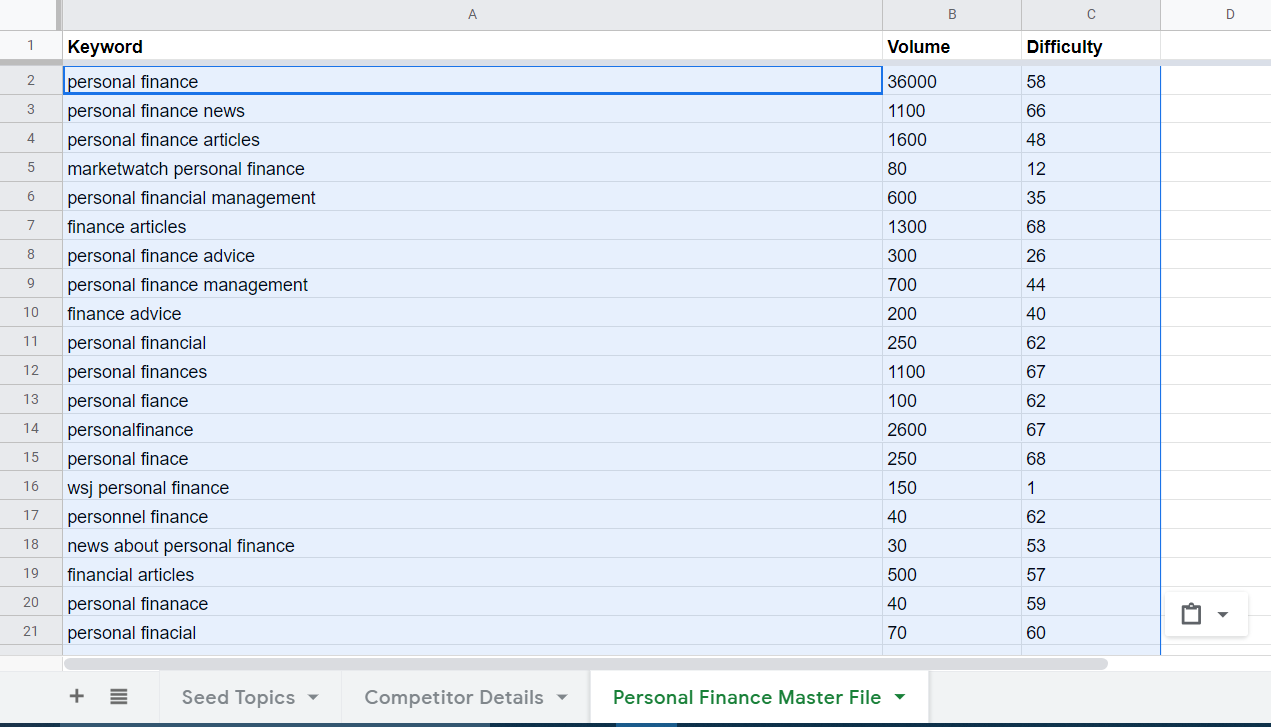 A B C D
1 Keyword Volume Difficulty
2 personal finance 36000 58
3 personal finance news 1100 66
4 personal finance articles 1600 48
5 marketwatch personal finance 80 12
6 personal financial management 600 35
7 finance articles 1300 68
8 personal finance advice 300 26
9 personal finance management 700 44
10 finance advice 200 40
11 personal financial 250 62
12 personal finances 1100 67
13 personal fiance 100 62
14 personalfinance 2600 67
15 personal finace 250 68
16 wsj personal finance 150 1
17 personnel finance 40 62
18 news about personal finance 30 53
19 financial articles 500 57
20 personal finanace 40 59
21 personal finacial 70 60
Seed Topics Competitor Details Personal Finance Master File